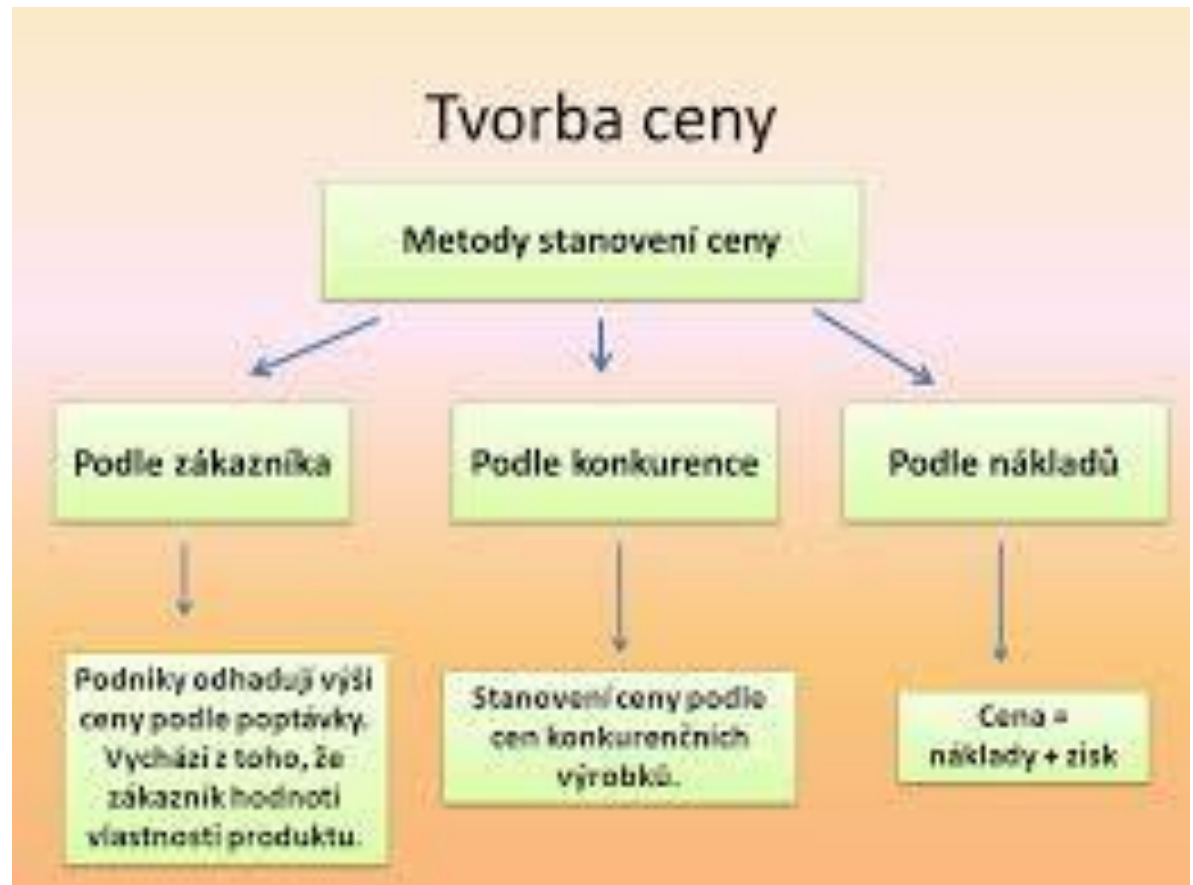 Tvorba ceny
Metody stanovení ceny
Podle zákazníka
Podle konkurence
Podle nákladů
Podniky odhadují výši
ceny podle poptávky.
Vychází z toho, že
zákazník hodnotí
vlastnosti produktu.
Stanovení ceny podle
cen konkurenčních
výrobků.
Cena =
náklady + zisk